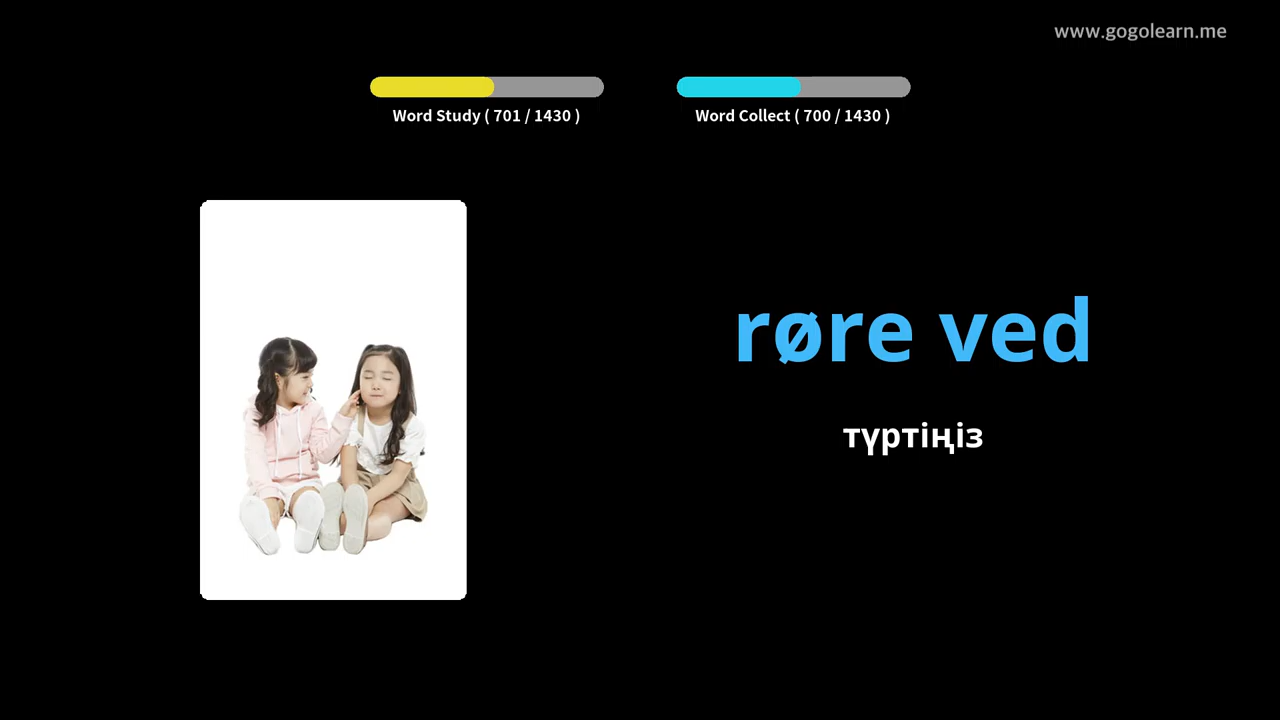 www.gogolearn.me
Word Study ( 701 / 1430 )
Word Collect ( 700 / 1430 )
røre ved
түртіңіз